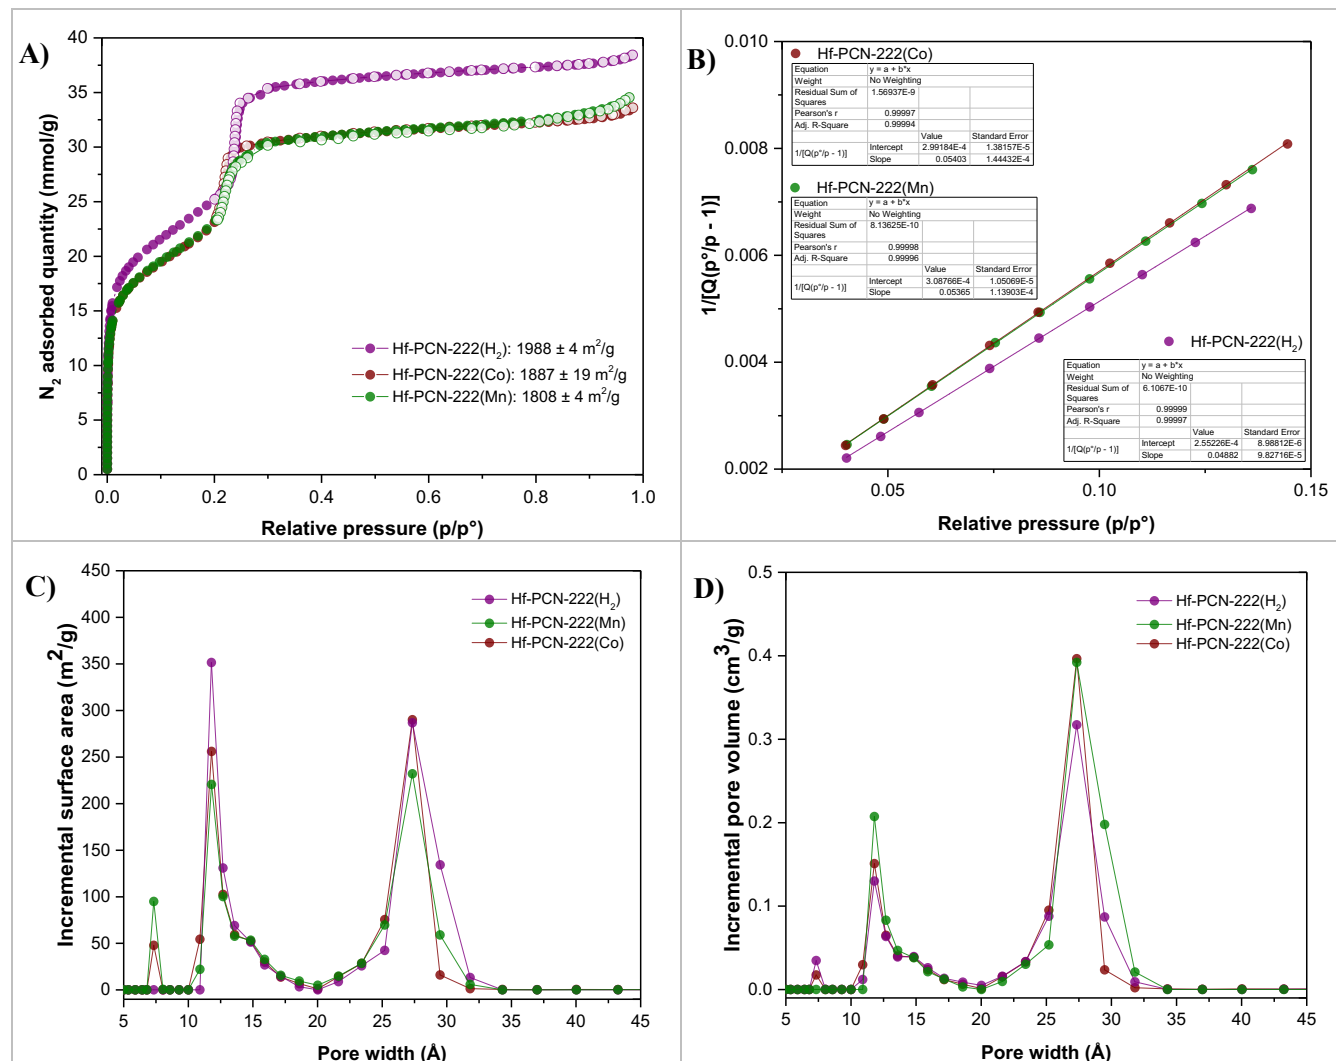 A)
N2 adsorbed quantity (mmol/g)
40
35
30
25
20
15
10
5
0
Hf-PCN-222(H2): 1988 ± 4 m2/g
Hf-PCN-222(Co): 1887 ± 19 m2/g
Hf-PCN-222(Mn): 1808 ± 4 m2/g
0.0 0.2 0.4 0.6 0.8 1.0
Relative pressure (p/p°)
B)
1/[Q(p°/p - 1)]
0.010
0.008
0.006
0.004
0.002
Hf-PCN-222(Co)
Equation y = a + b*x
Weight No Weighting
Residual Sum of Squares 1.56937E-9
Pearson's r 0.99997
Adj. R-Square 0.99994
Value Standard Error
1/[Q(p°/p - 1)] Intercept 2.99184E-4 1.38157E-5
Slope 0.05403 1.44432E-4
Hf-PCN-222(Mn)
Equation y = a + b*x
Weight No Weighting
Residual Sum of Squares 8.13625E-10
Pearson's r 0.99998
Adj. R-Square 0.99996
Value Standard Error
1/[Q(p°/p - 1)] Intercept 3.08766E-4 1.05069E-5
Slope 0.05365 1.13903E-4
Hf-PCN-222(H2)
Equation y = a + b*x
Weight No Weighting
Residual Sum of Squares 6.1067E-10
Pearson's r 0.99999
Adj. R-Square 0.99997
Value Standard Error
1/[Q(p°/p - 1)] Intercept 2.55226E-4 8.98812E-6
Slope 0.04882 9.82716E-5
0.05 0.10 0.15
Relative pressure (p/p°)
C)
Incremental surface area (m2/g)
450
400
350
300
250
200
150
100
50
0
Hf-PCN-222(H2)
Hf-PCN-222(Mn)
Hf-PCN-222(Co)
5 10 15 20 25 30 35 40 45
Pore width (Å)
D)
Incremental pore volume (cm3/g)
0.5
0.4
0.3
0.2
0.1
0.0
Hf-PCN-222(H2)
Hf-PCN-222(Mn)
Hf-PCN-222(Co)
5 10 15 20 25 30 35 40 45
Pore width (Å)